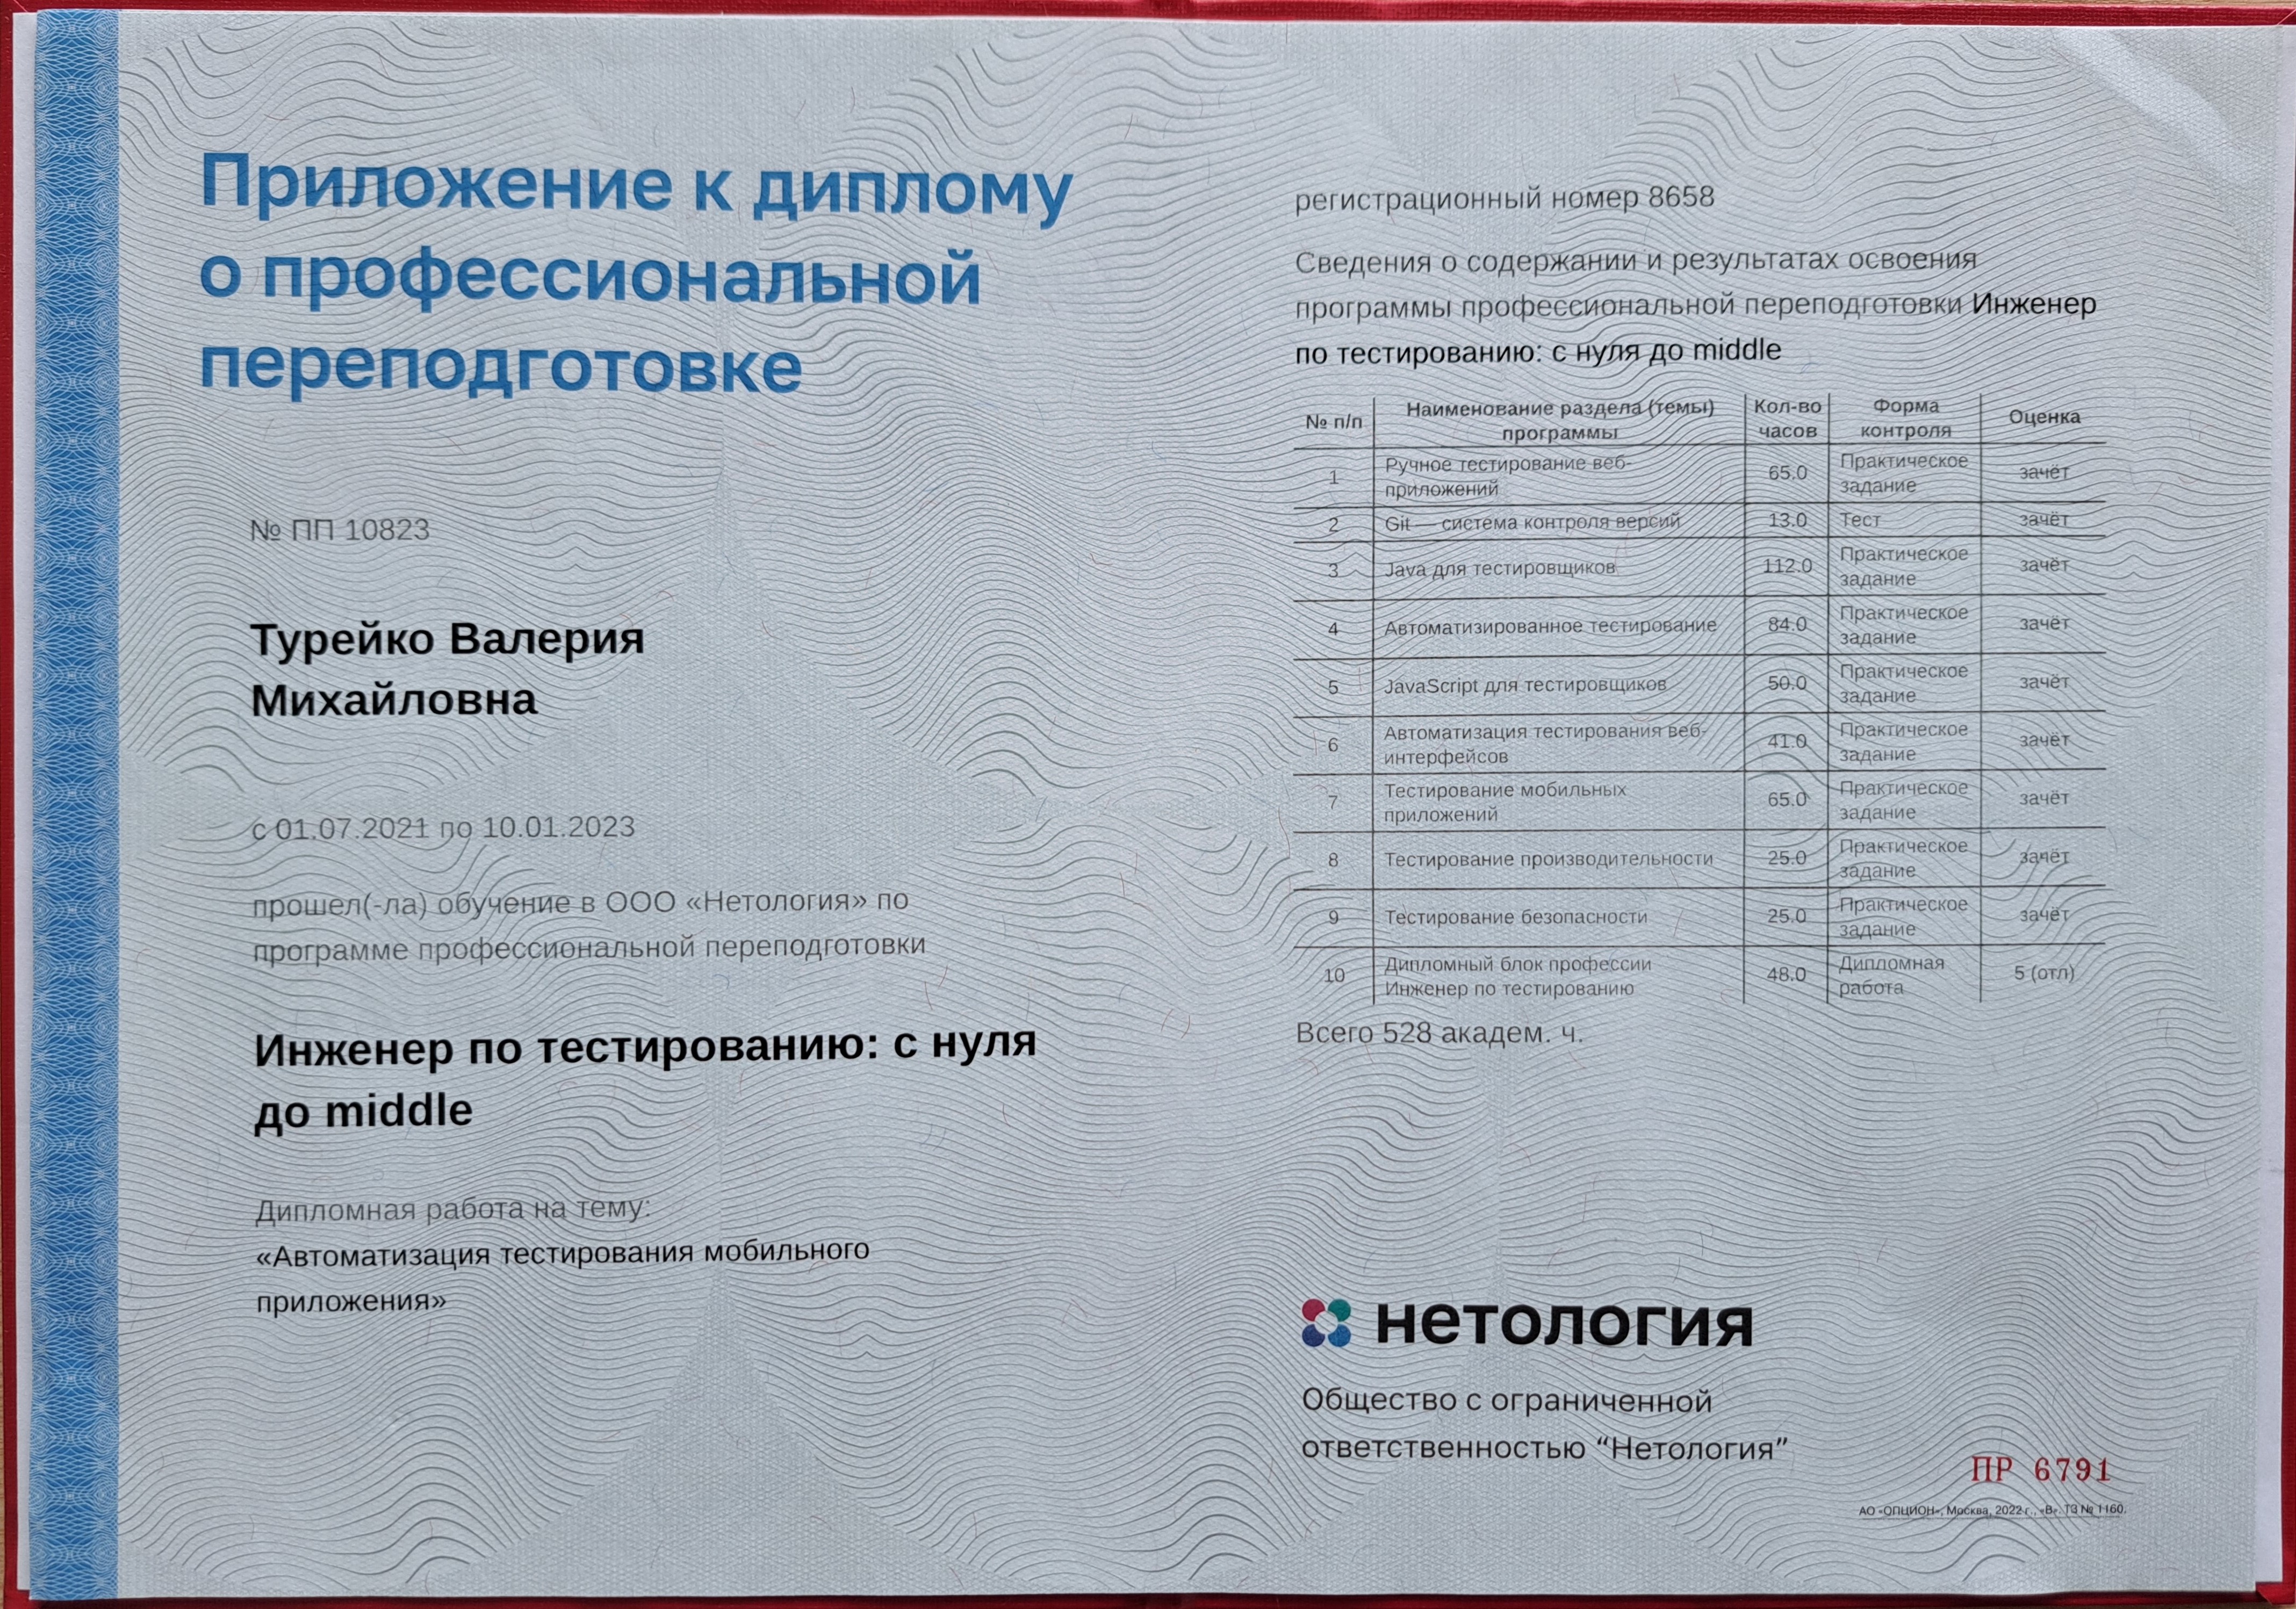 Приложение к диплому
о профессиональной
переподготовке
№ ПП 10823
Турейко Валерия
Михайловна
с 01.07.2021 по 10.01.2023
прошел(-ла) обучение в ООО «Нетология» по
программе профессиональной переподготовки
Инженер по тестированию: с нуля
до middle
Дипломная работа на тему:
«Автоматизация тестирования мобильного
приложения»
регистрационный номер 8658
Сведения о содержании и результатах освоения
программы профессиональной переподготовки Инженер
по тестированию: с нуля до middle
№ п/п Наименование раздела (темы) программы Кол-во часов Форма контроля Оценка
1 Ручное тестирование веб-приложений 65.0 Практическое задание зачёт
2 Git — система контроля версий 13.0 Тест зачёт
3 Java для тестировщиков 112.0 Практическое задание зачёт
4 Автоматизированное тестирование 84.0 Практическое задание зачёт
5 JavaScript для тестировщиков 50.0 Практическое задание зачёт
6 Автоматизация тестирования веб-интерфейсов 41.0 Практическое задание зачёт
7 Тестирование мобильных приложений 65.0 Практическое задание зачёт
8 Тестирование производительности 25.0 Практическое задание зачёт
9 Тестирование безопасности 25.0 Практическое задание зачёт
10 Дипломный блок профессии Инженер по тестированию 48.0 Дипломная работа 5 (отл)
Всего 528 академ. ч.
нетология
Общество с ограниченной
ответственностью “Нетология”
ПР 6791
АО «ОПЦИОН», Москва, 2022 г., «В». ТЗ № 1160.